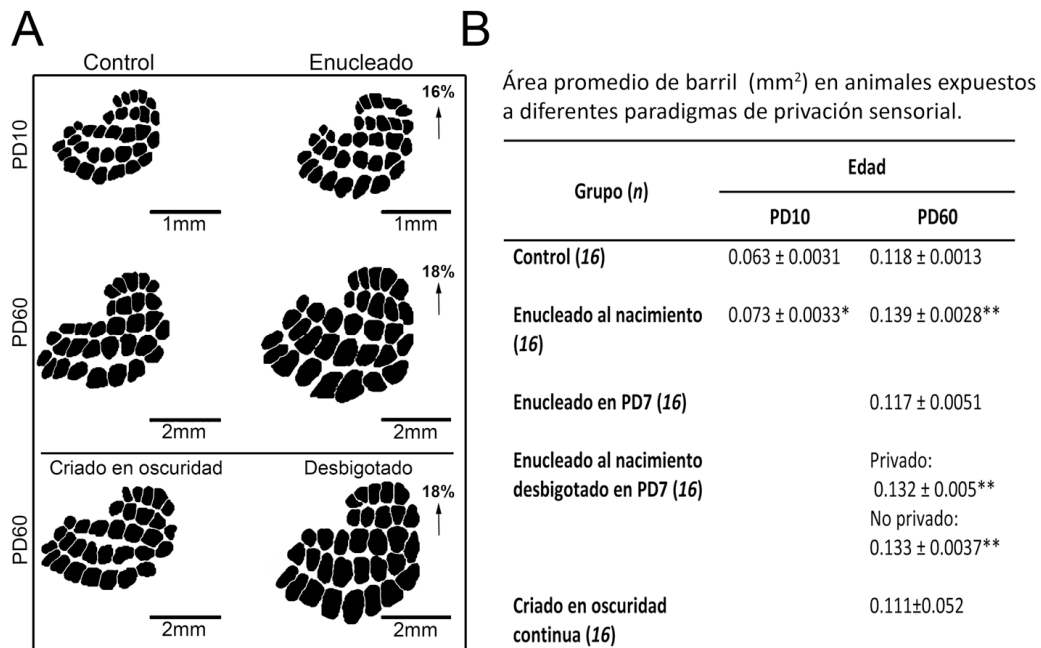 A
Control
Enucleado
PD10
16%
1mm
1mm
PD60
18%
2mm
2mm
Criado en oscuridad
Desbigotado
PD60
18%
2mm
2mm
B
Área promedio de barril (mm²) en animales expuestos
a diferentes paradigmas de privación sensorial.
Grupo (n)
Edad
PD10
PD60
Control (16)
0.063 ± 0.0031
0.118 ± 0.0013
Enucleado al nacimiento
(16)
0.073 ± 0.0033*
0.139 ± 0.0028**
Enucleado en PD7 (16)
0.117 ± 0.0051
Enucleado al nacimiento
desbigotado en PD7 (16)
Privado:
0.132 ± 0.005**
No privado:
0.133 ± 0.0037**
Criado en oscuridad
continua (16)
0.111±0.052